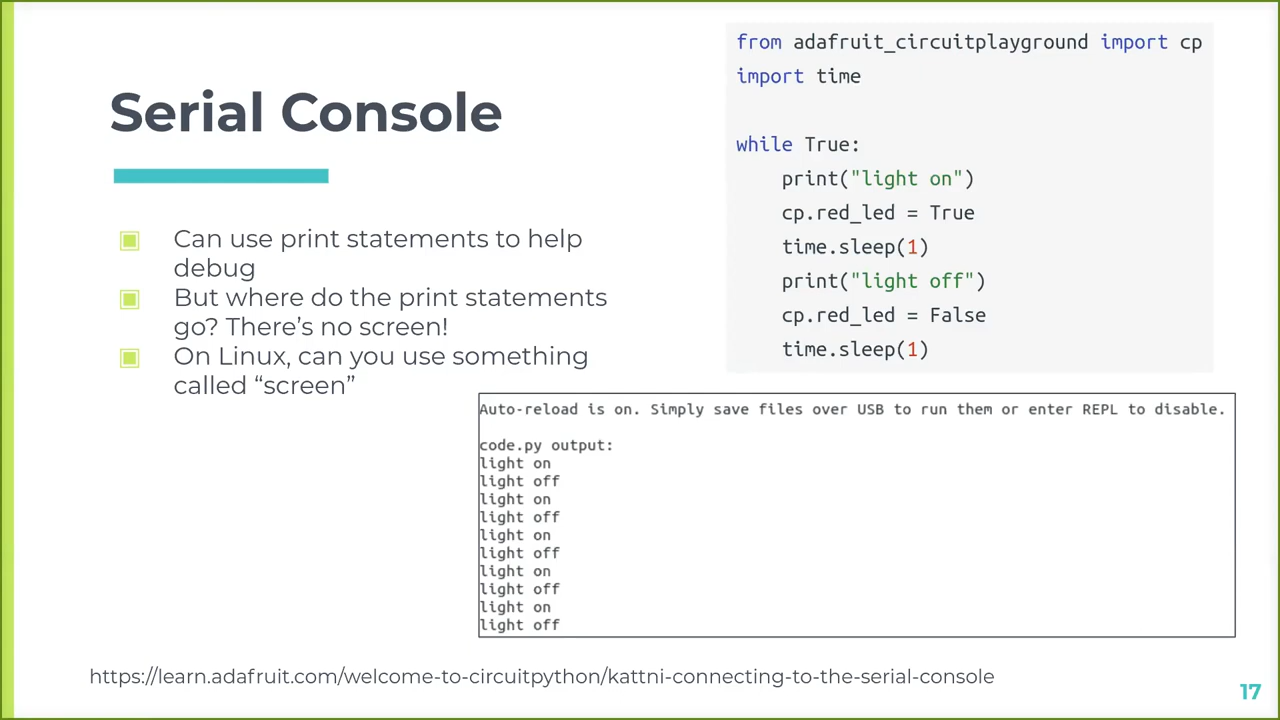 Serial Console
Can use print statements to help
debug
But where do the print statements
go? There’s no screen!
On Linux, can you use something
called “screen”
from adafruit_circuitplayground import cp
import time
while True:
    print("light on")
    cp.red_led = True
    time.sleep(1)
    print("light off")
    cp.red_led = False
    time.sleep(1)
Auto-reload is on. Simply save files over USB to run them or enter REPL to disable.
code.py output:
light on
light off
light on
light off
light on
light off
light on
light off
light on
light off
https://learn.adafruit.com/welcome-to-circuitpython/kattni-connecting-to-the-serial-console
17